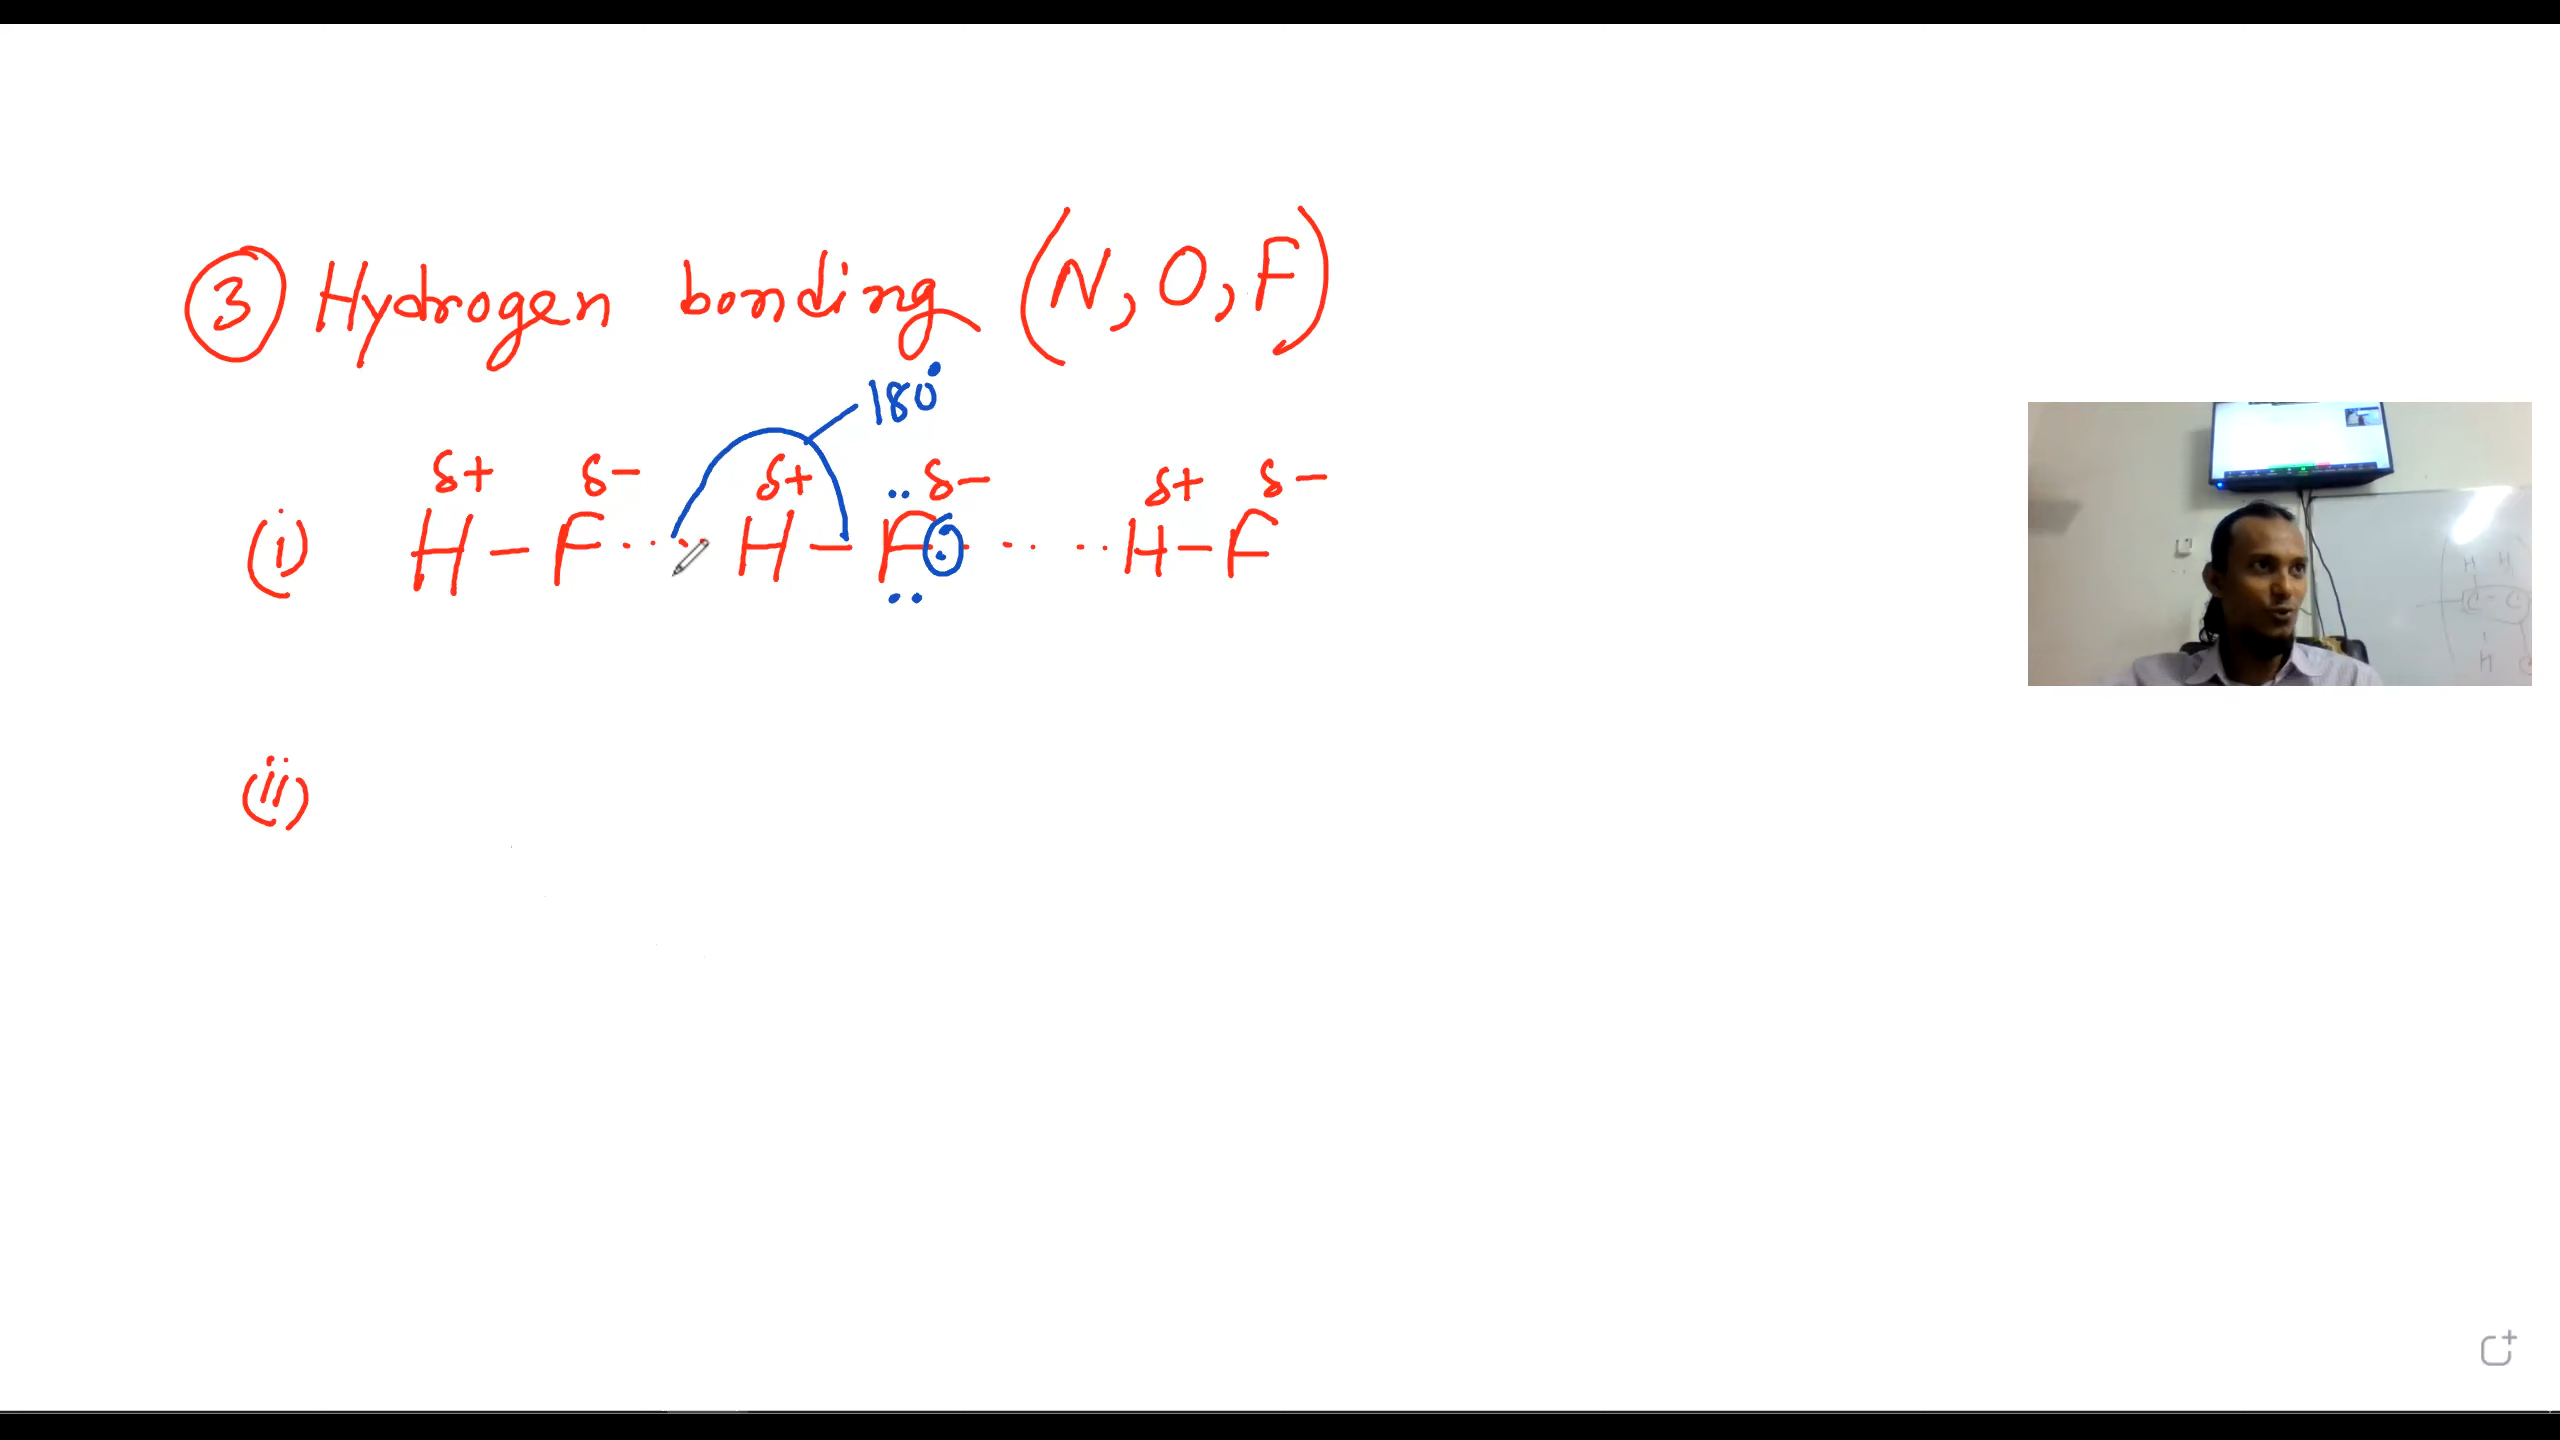 ③ Hydrogen bonding (N, O, F)
180°
δ+ δ- δ+ δ- δ+ δ-
(i) H - F ··· H - F: ····· H - F
(ii)
H H
C - C
H